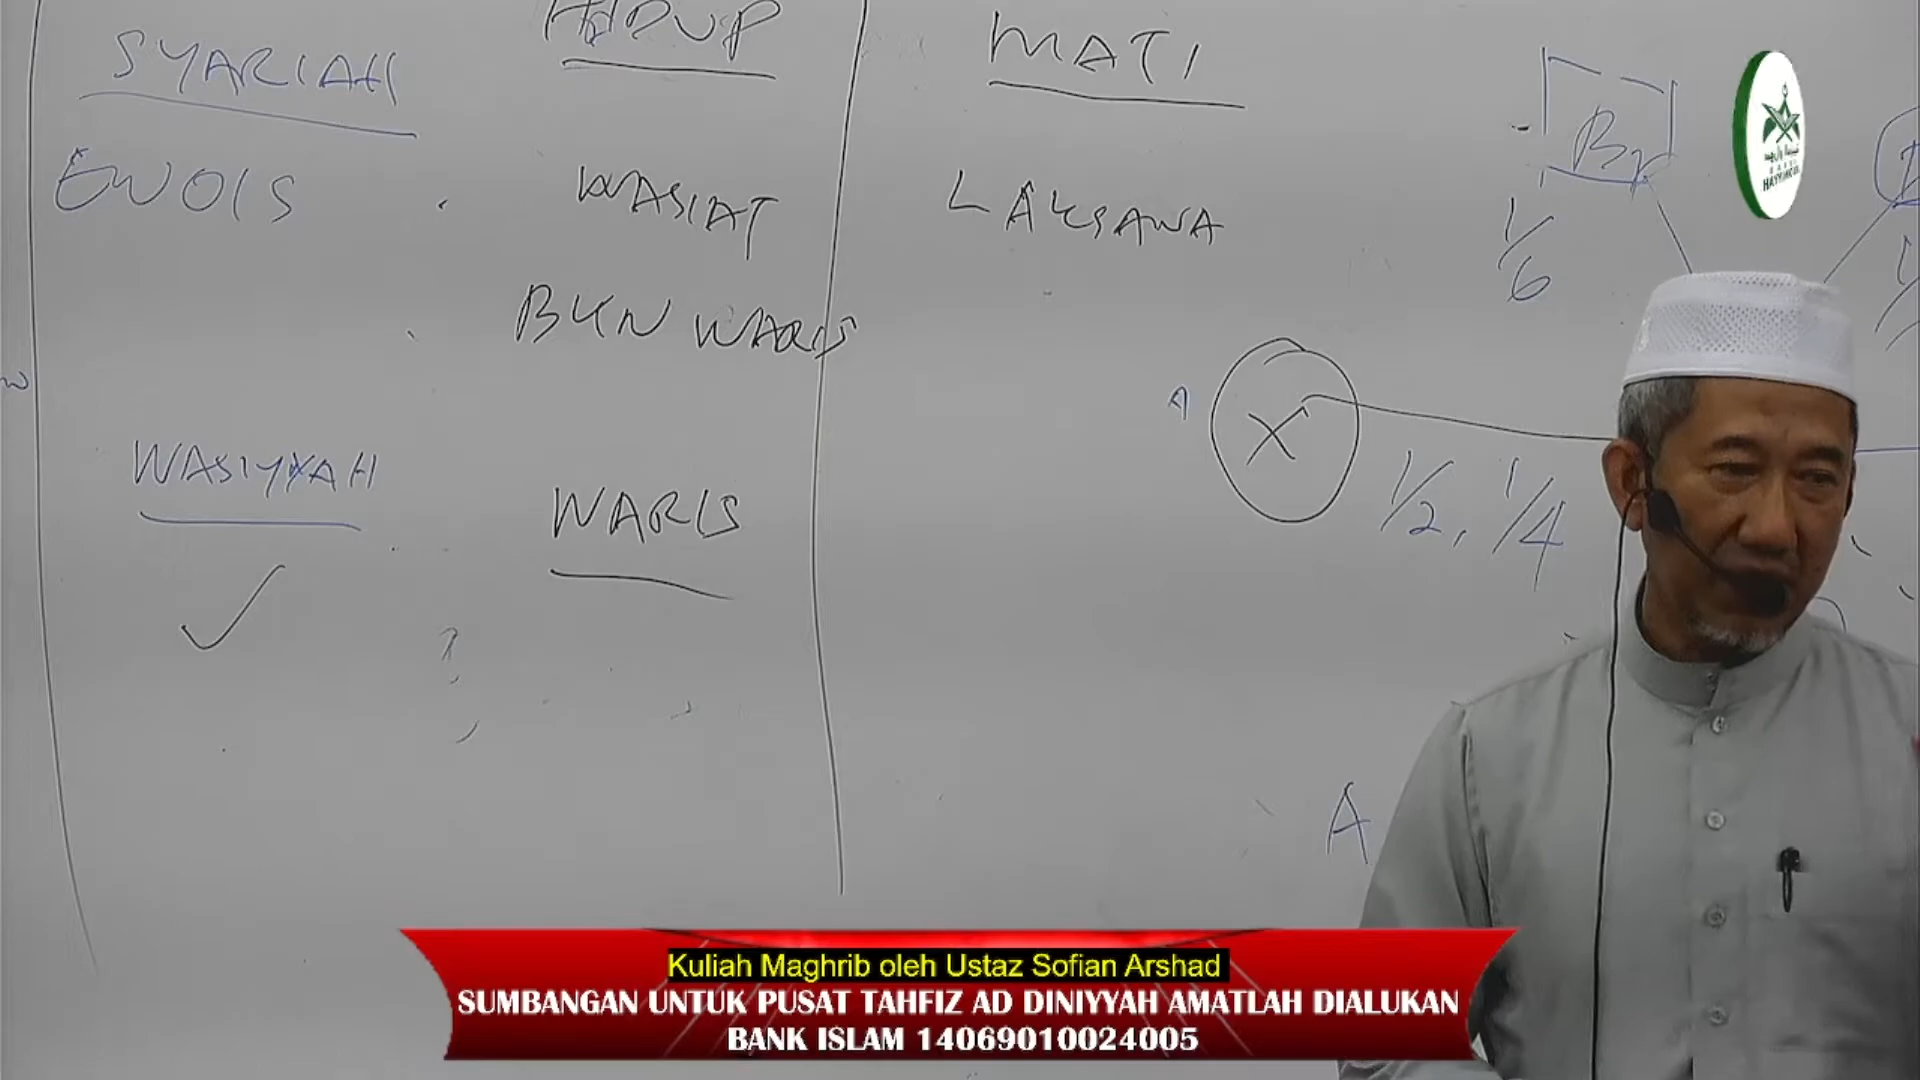 SYARIAH
HIDUP
MATI
EWOIS
WASIAT
LAKSANA
BKN WARIS
WASIYYAH
WARIS
1/6
A
X
1/2, 1/4
A
Kuliah Maghrib oleh Ustaz Sofian Arshad
SUMBANGAN UNTUK PUSAT TAHFIZ AD DINIYYAH AMATLAH DIALUKAN
BANK ISLAM 14069010024005